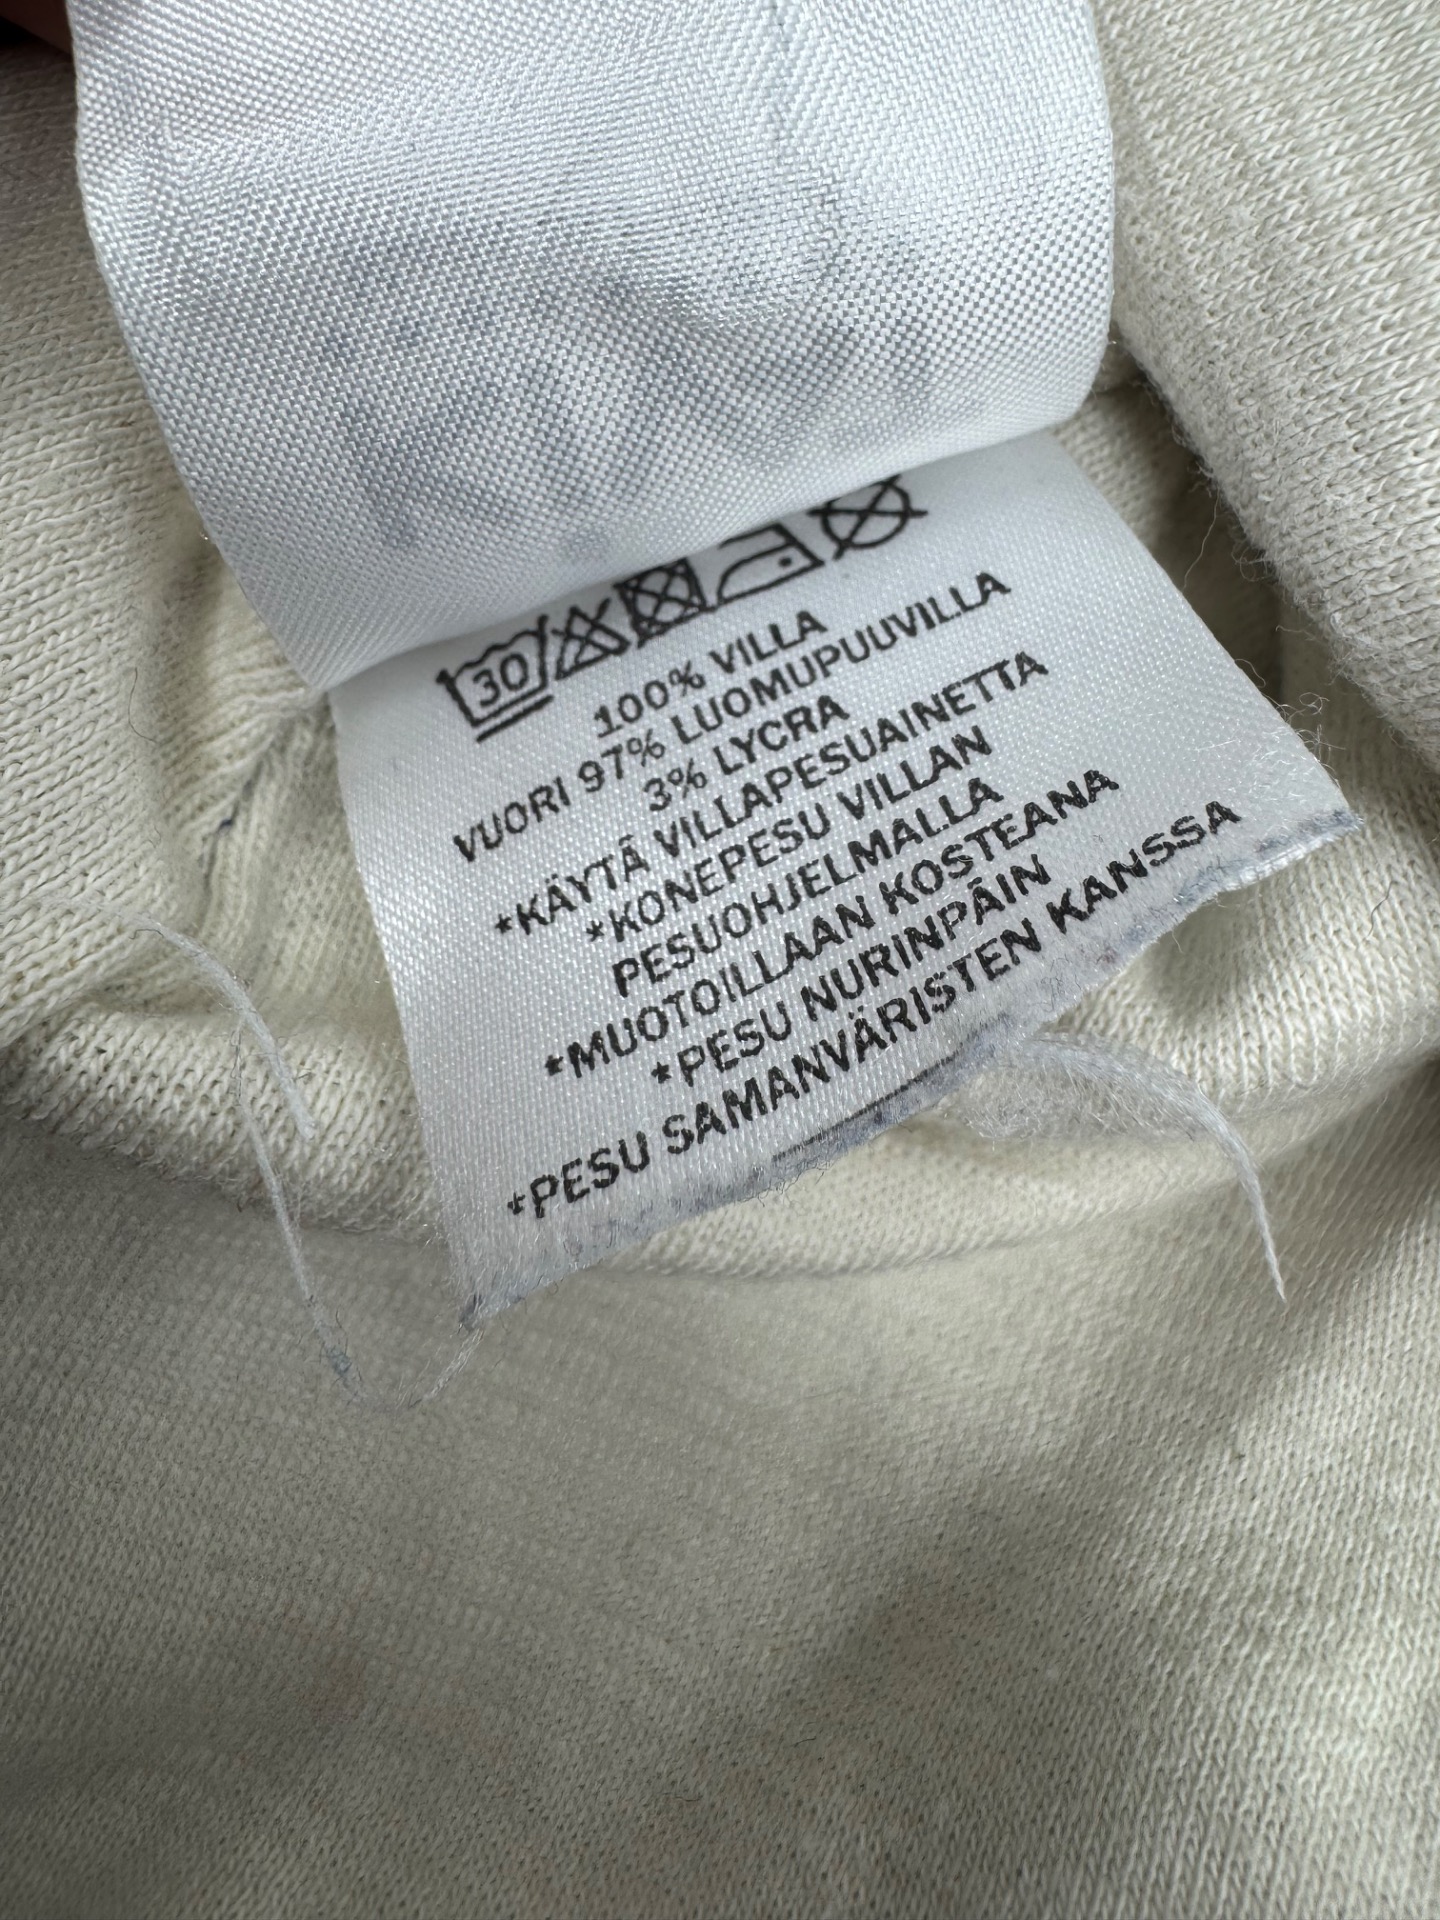 30
100% VILLA
VUORI 97% LUOMUPUUVILLA
3% LYCRA
*KÄYTÄ VILLAPESUAINETTA
*KONEPESU VILLAN
PESUOHJELMALLA
*MUOTOILLAAN KOSTEANA
*PESU NURINPÄIN
*PESU SAMANVÄRISTEN KANSSA